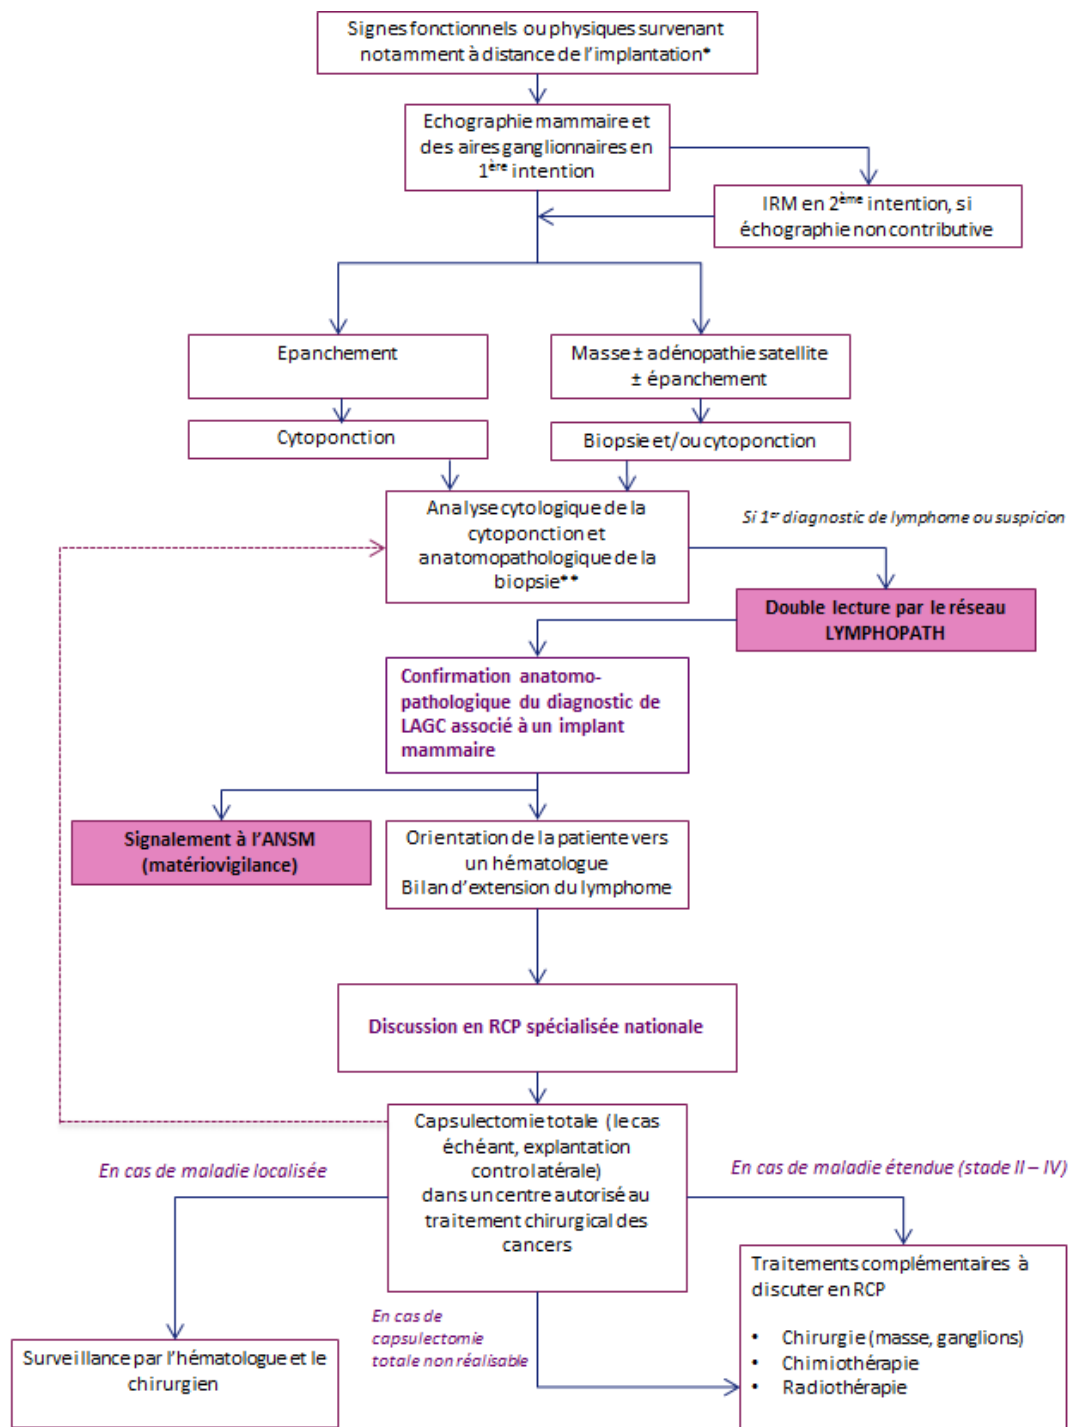 Signes fonctionnels ou physiques survenant
notamment à distance de l'implantation*
Echographie mammaire et
des aires ganglionnaires en
1ère intention
IRM en 2ème intention, si
échographie non contributive
Epanchement
Masse ± adénopathie satellite
± épanchement
Cytoponction
Biopsie et/ou cytoponction
Analyse cytologique de la
cytoponction et
anatomopathologique de la
biopsie**
Si 1er diagnostic de lymphome ou suspicion
Double lecture par le réseau
LYMPHOPATH
Confirmation anatomo-
pathologique du diagnostic de
LAGC associé à un implant
mammaire
Signalement à l'ANSM
(matériovigilance)
Orientation de la patiente vers
un hématologue
Bilan d'extension du lymphome
Discussion en RCP spécialisée nationale
Capsulectomie totale (le cas
échéant, explantation
controlatérale)
dans un centre autorisé au
traitement chirurgical des
cancers
En cas de maladie localisée
En cas de maladie étendue (stade II – IV)
En cas de
capsulectomie
totale non réalisable
Surveillance par l'hématologue et le
chirurgien
Traitements complémentaires à
discuter en RCP
• Chirurgie (masse, ganglions)
• Chimiothérapie
• Radiothérapie